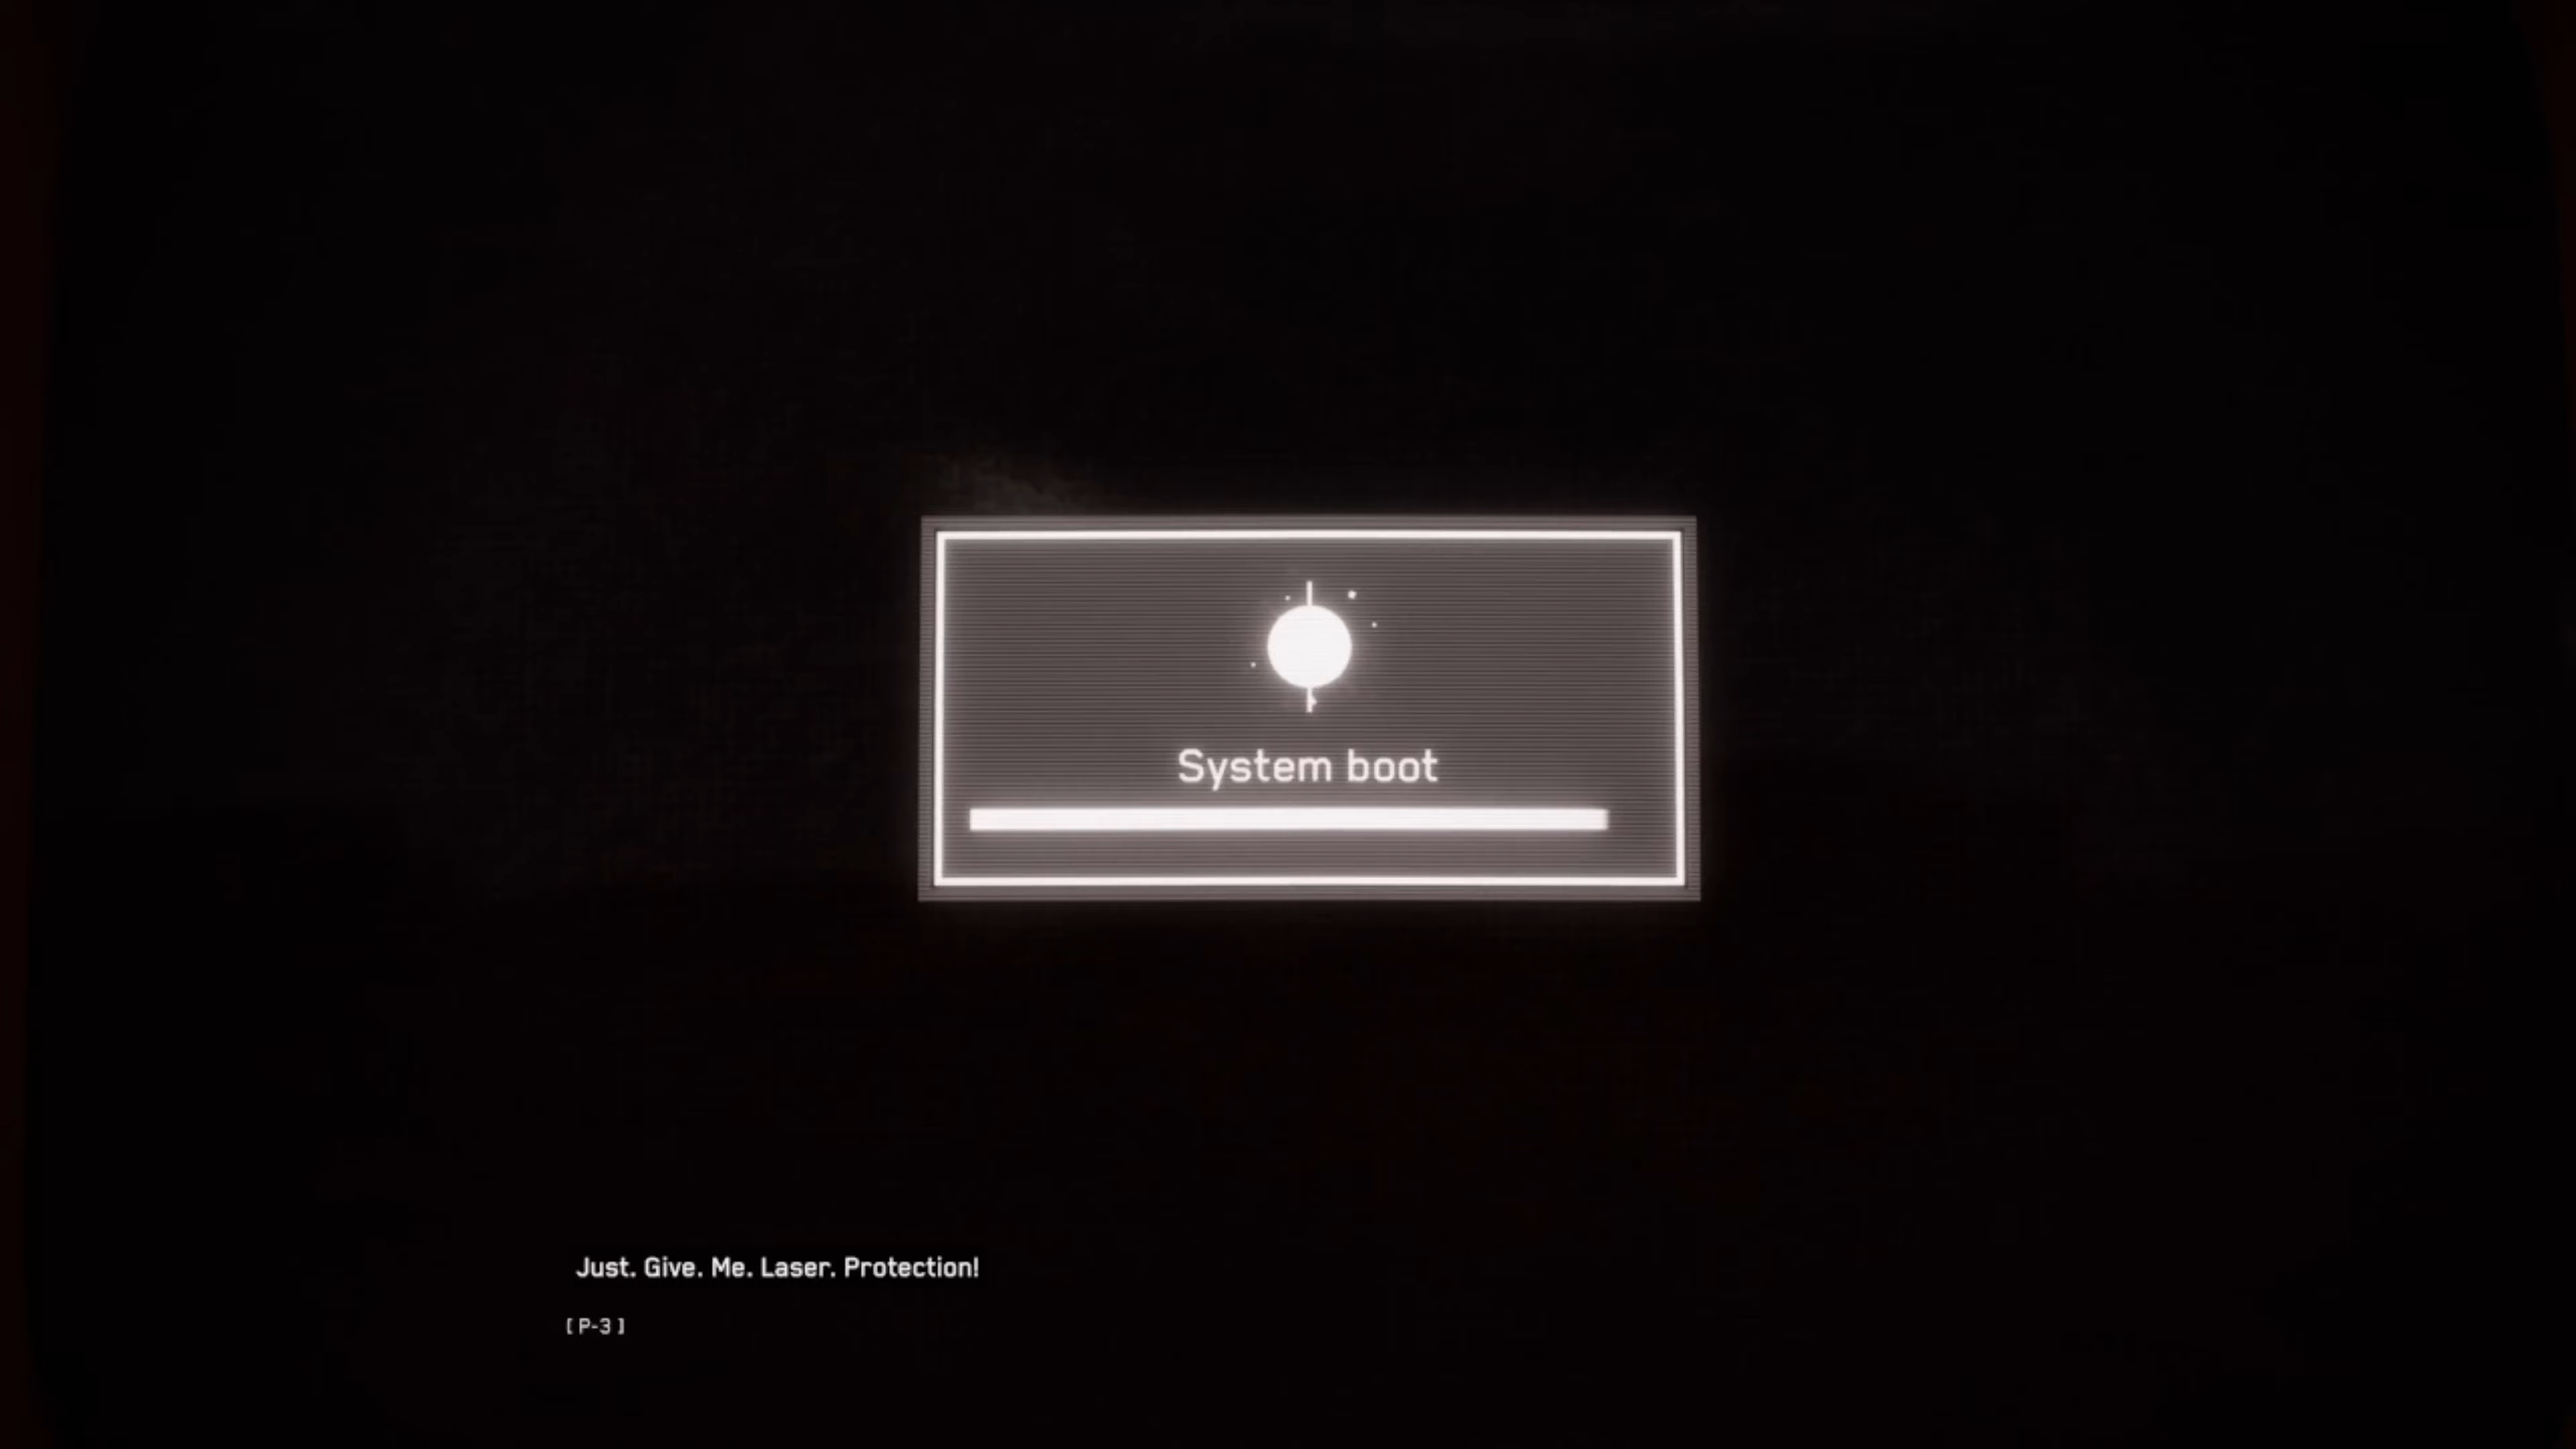 System boot
Just. Give. Me. Laser. Protection!
[ P-3 ]